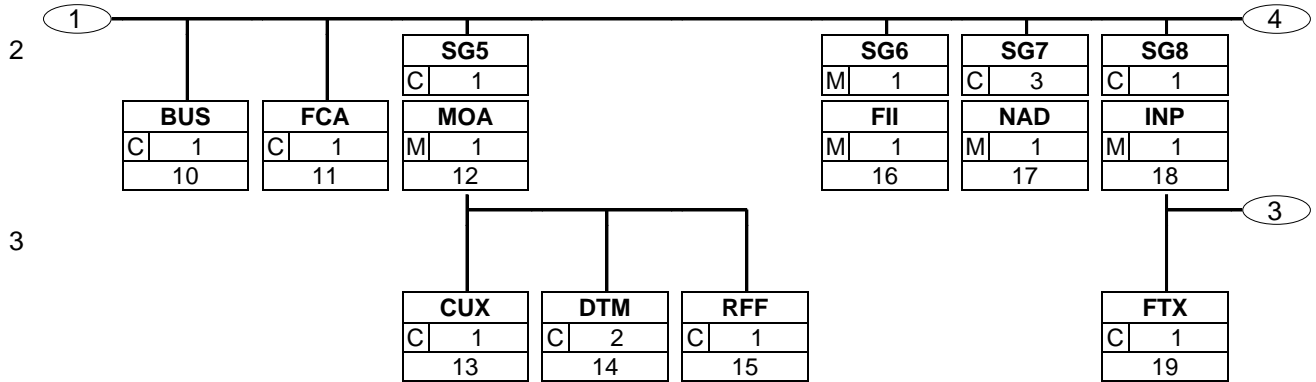 1 4
2
SG5 SG6 SG7 SG8
C 1 M 1 C 3 C 1
BUS FCA MOA FII NAD INP
C 1 C 1 M 1 M 1 M 1 M 1
10 11 12 16 17 18
3
3
CUX DTM RFF FTX
C 1 C 2 C 1 C 1
13 14 15 19